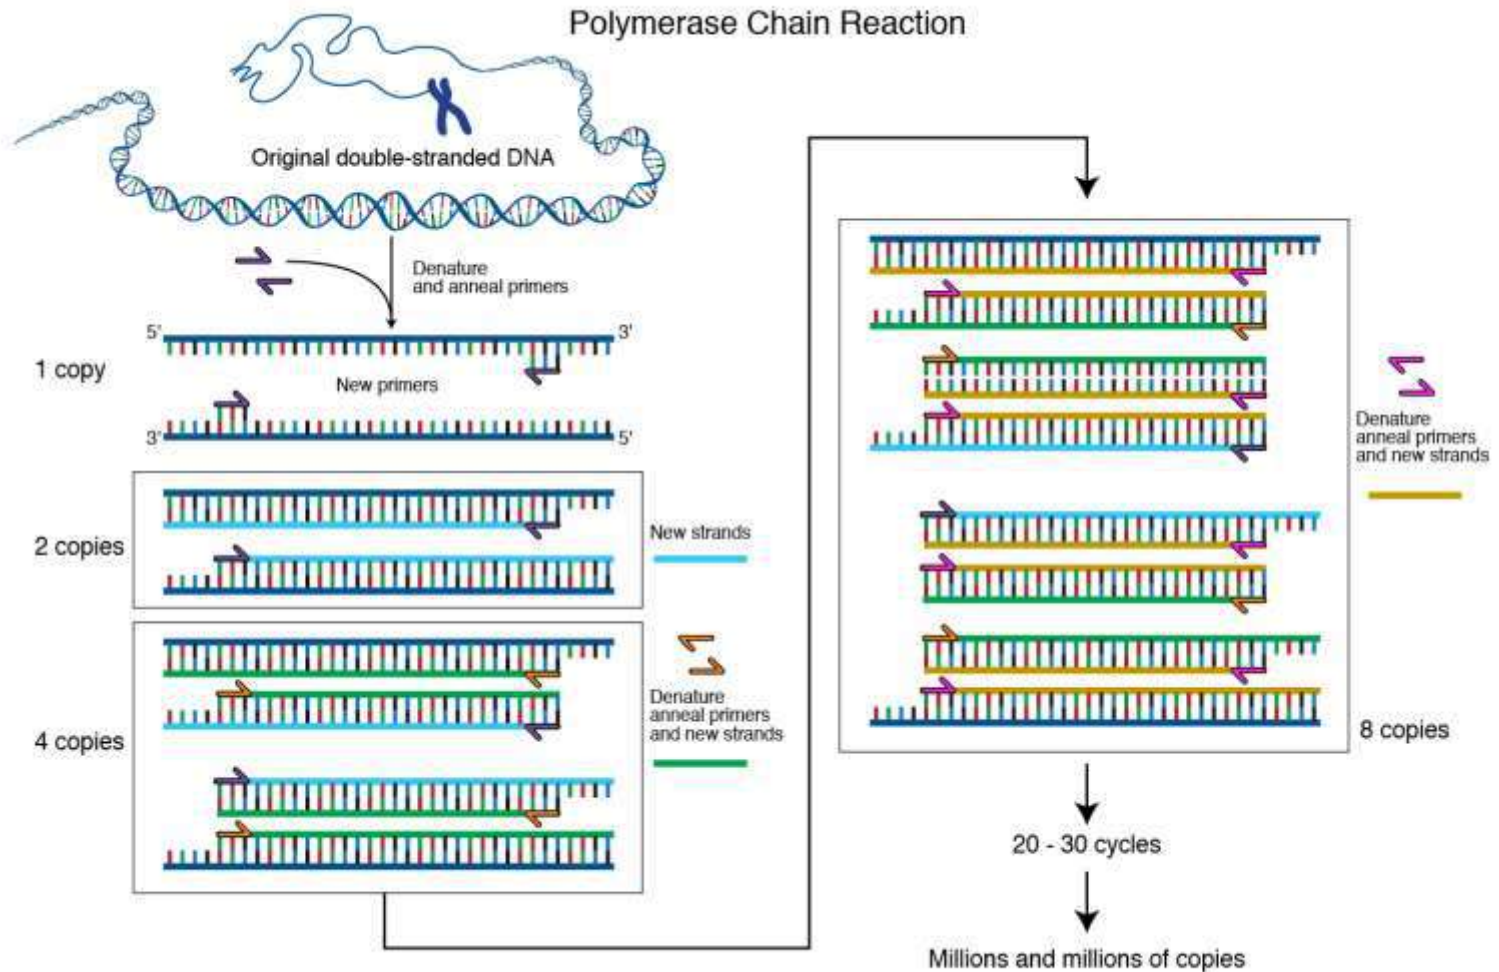 Polymerase Chain Reaction
Original double-stranded DNA
Denature
and anneal primers
5'
3'
1 copy
New primers
3'
5'
2 copies
New strands
4 copies
Denature
anneal primers
and new strands
Denature
anneal primers
and new strands
8 copies
20 - 30 cycles
Millions and millions of copies